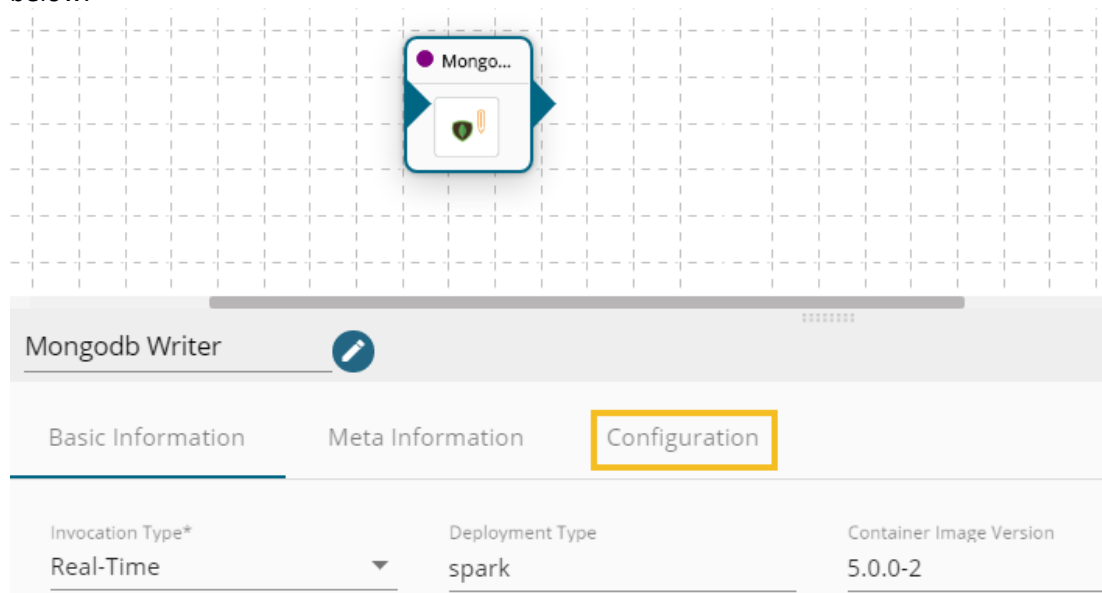 Mongo...
Mongodb Writer
Basic Information Meta Information Configuration
Invocation Type* Deployment Type Container Image Version
Real-Time spark 5.0.0-2